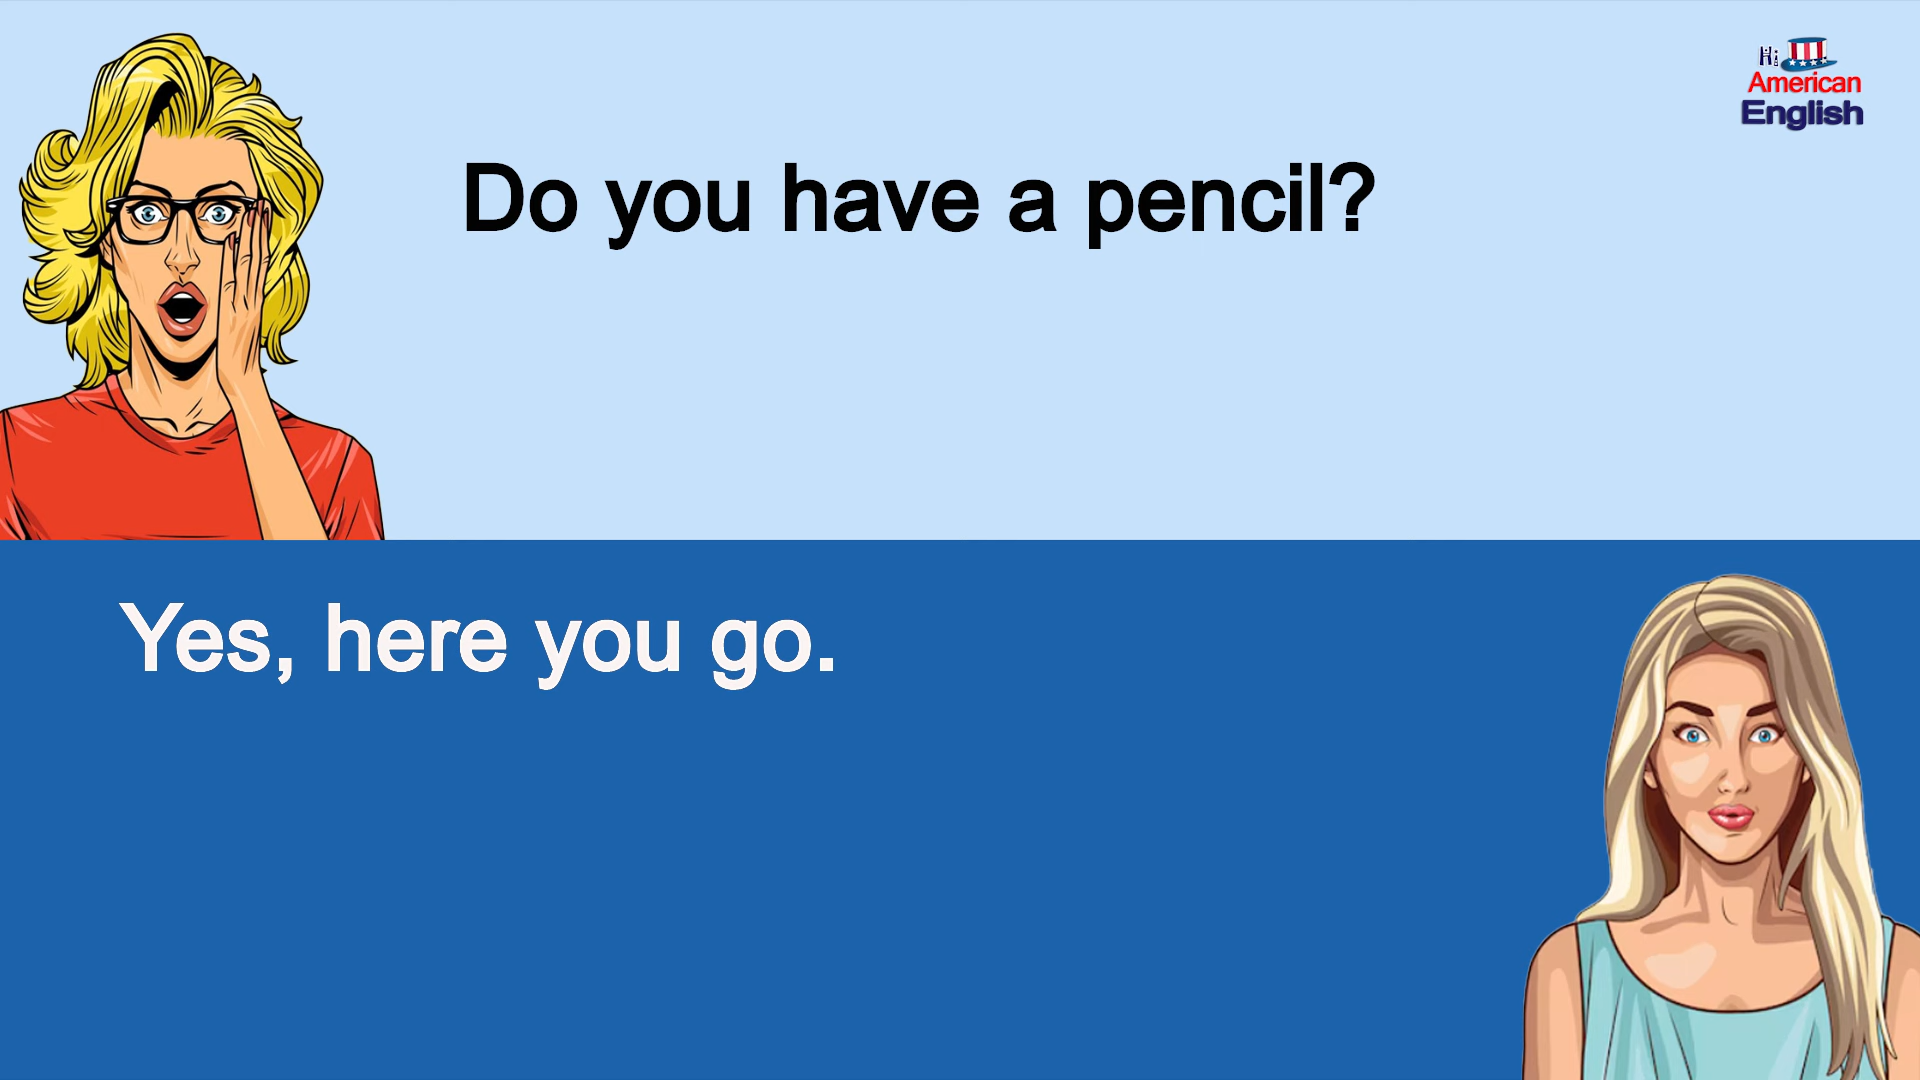 Hi
American
English
Do you have a pencil?
Yes, here you go.